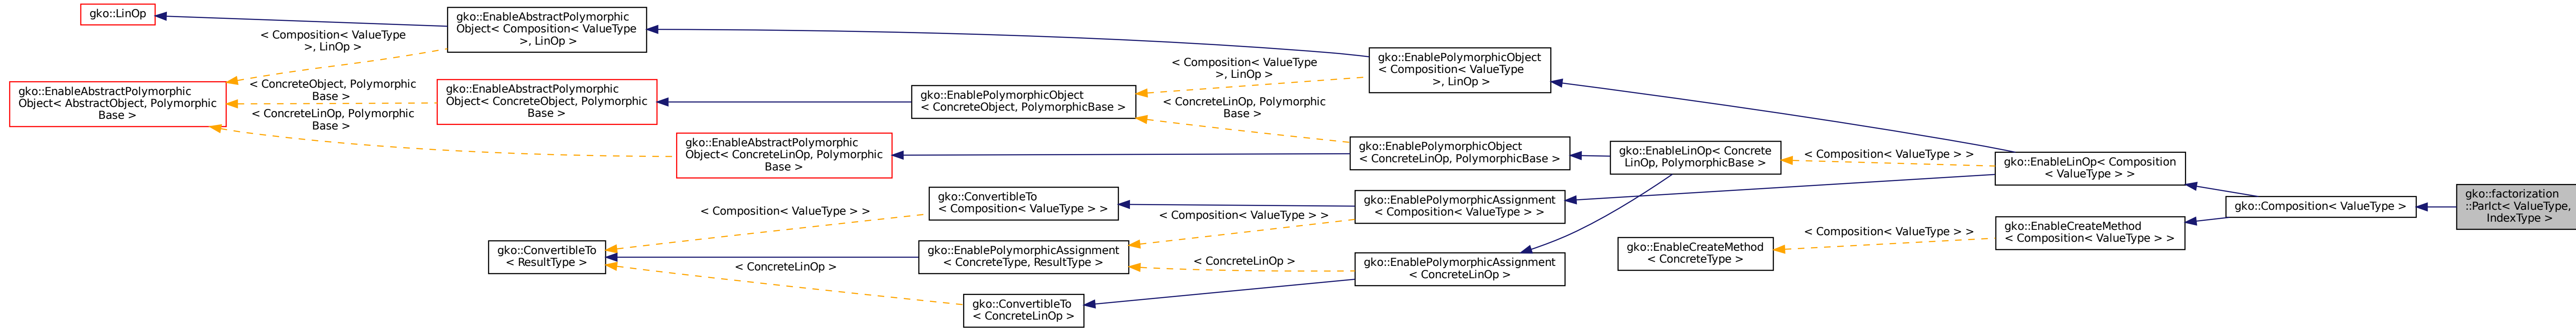 gko::LinOp
gko::EnableAbstractPolymorphic
Object< Composition< ValueType
>, LinOp >
< Composition< ValueType
>, LinOp >
gko::EnableAbstractPolymorphic
Object< AbstractObject, Polymorphic
Base >
< ConcreteObject, Polymorphic
Base >
< ConcreteLinOp, Polymorphic
Base >
gko::EnableAbstractPolymorphic
Object< ConcreteObject, Polymorphic
Base >
gko::EnableAbstractPolymorphic
Object< ConcreteLinOp, Polymorphic
Base >
gko::EnablePolymorphicObject
< ConcreteObject, PolymorphicBase >
< Composition< ValueType
>, LinOp >
< ConcreteLinOp, Polymorphic
Base >
gko::EnablePolymorphicObject
< Composition< ValueType
>, LinOp >
gko::EnablePolymorphicObject
< ConcreteLinOp, PolymorphicBase >
gko::EnableLinOp< Concrete
LinOp, PolymorphicBase >
< Composition< ValueType > >
gko::EnableLinOp< Composition
< ValueType > >
gko::ConvertibleTo
< ResultType >
< Composition< ValueType > >
< ConcreteLinOp >
gko::ConvertibleTo
< Composition< ValueType > >
gko::EnablePolymorphicAssignment
< ConcreteType, ResultType >
gko::ConvertibleTo
< ConcreteLinOp >
< Composition< ValueType > >
< ConcreteLinOp >
gko::EnablePolymorphicAssignment
< Composition< ValueType > >
gko::EnablePolymorphicAssignment
< ConcreteLinOp >
gko::EnableCreateMethod
< ConcreteType >
< Composition< ValueType > >
gko::EnableCreateMethod
< Composition< ValueType > >
gko::Composition< ValueType >
gko::factorization
::ParIct< ValueType,
IndexType >